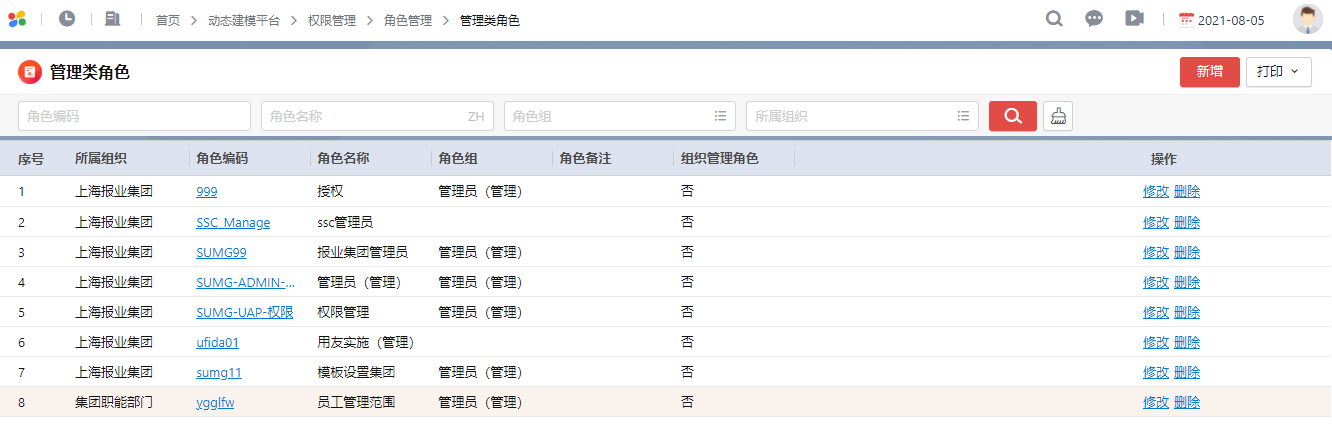 首页 > 动态建模平台 > 权限管理 > 角色管理 > 管理类角色 2021-08-05
管理类角色 新增 打印
角色编码 角色名称 ZH 角色组 所属组织
序号 所属组织 角色编码 角色名称 角色组 角色备注 组织管理角色 操作
1 上海报业集团 999 授权 管理员（管理） 否 修改 删除
2 上海报业集团 SSC_Manage ssc管理员 否 修改 删除
3 上海报业集团 SUMG99 报业集团管理员 管理员（管理） 否 修改 删除
4 上海报业集团 SUMG-ADMIN-... 管理员（管理） 管理员（管理） 否 修改 删除
5 上海报业集团 SUMG-UAP-权限 权限管理 管理员（管理） 否 修改 删除
6 上海报业集团 ufida01 用友实施（管理） 否 修改 删除
7 上海报业集团 sumg11 模板设置集团 管理员（管理） 否 修改 删除
8 集团职能部门 ygglfw 员工管理范围 管理员（管理） 否 修改 删除